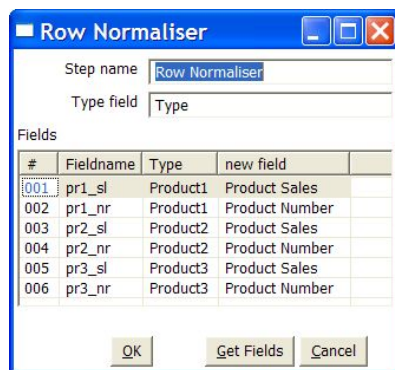 Row Normaliser
Step name Row Normaliser
Type field Type
Fields
# Fieldname Type new field
001 pr1_sl Product1 Product Sales
002 pr1_nr Product1 Product Number
003 pr2_sl Product2 Product Sales
004 pr2_nr Product2 Product Number
005 pr3_sl Product3 Product Sales
006 pr3_nr Product3 Product Number
OK Get Fields Cancel